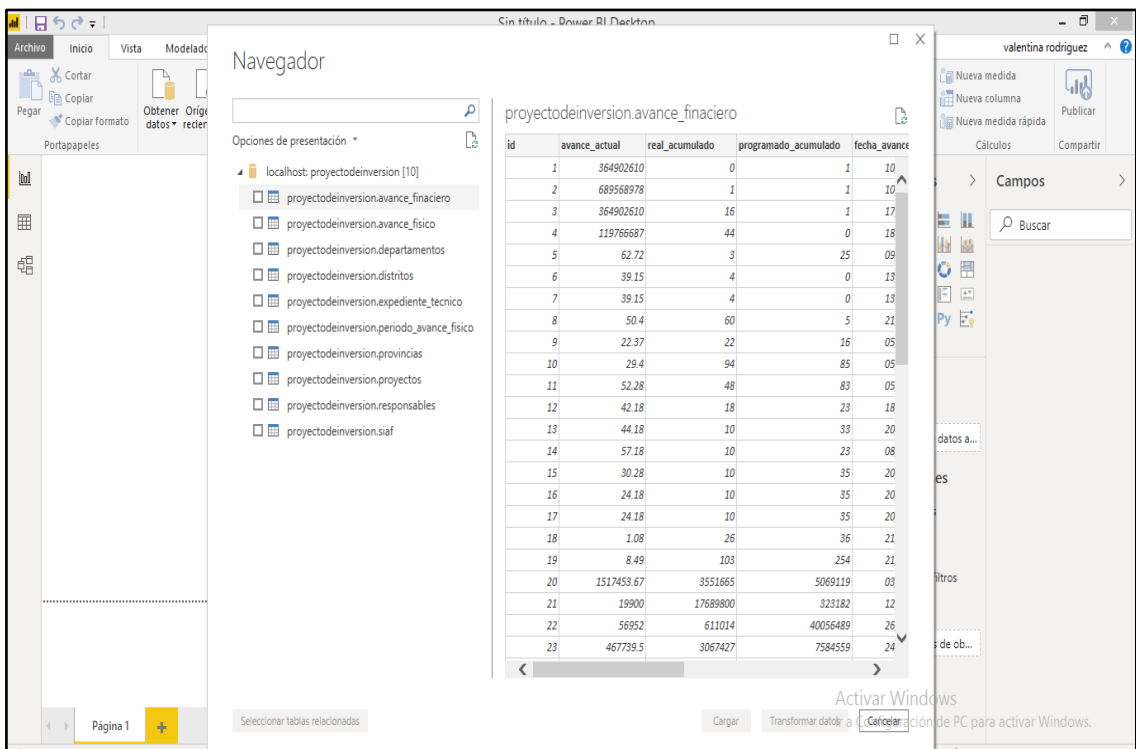 Sin título - Power BI Desktop
Archivo Inicio Vista
valentina rodriguez
Pegar
Cortar
Copiar
Copiar formato
Portapapeles
Obtener
datos
Nueva medida
Nueva columna
Nueva medida rápida
Cálculos
Publicar
Compartir
Navegador
Opciones de presentación
localhost: proyectodeinversion [10]
proyectodeinversion.avance_finaciero
proyectodeinversion.avance_fisico
proyectodeinversion.departamentos
proyectodeinversion.distritos
proyectodeinversion.expediente_tecnico
proyectodeinversion.periodo_avance_fisico
proyectodeinversion.provincias
proyectodeinversion.proyectos
proyectodeinversion.responsables
proyectodeinversion.siaf
proyectodeinversion.avance_finaciero
id avance_actual real_acumulado programado_acumulado fecha_avance
1 364902610 0 1 10
2 689568978 1 1 10
3 364902610 16 1 17
4 119766687 44 0 18
5 62.72 3 25 09
6 39.15 4 0 13
7 39.15 4 0 13
8 50.4 60 5 21
9 22.37 22 16 05
10 29.4 94 85 05
11 52.28 48 83 05
12 42.18 18 23 18
13 44.18 10 33 20
14 57.18 10 23 08
15 30.28 10 35 20
16 24.18 10 35 20
17 24.18 10 35 20
18 1.08 26 36 21
19 8.49 103 254 21
20 1517453.67 3551665 5069119 03
21 19900 17689800 323182 12
22 56952 611014 40056489 26
23 467739.5 3067427 7584559 24
Campos
Buscar
Py
datos a...
es
filtros
de ob...
Página 1
Seleccionar tablas relacionadas
Cargar
Transformar datos
Cancelar
Activar Windows
Ir a Configuración de PC para activar Windows.